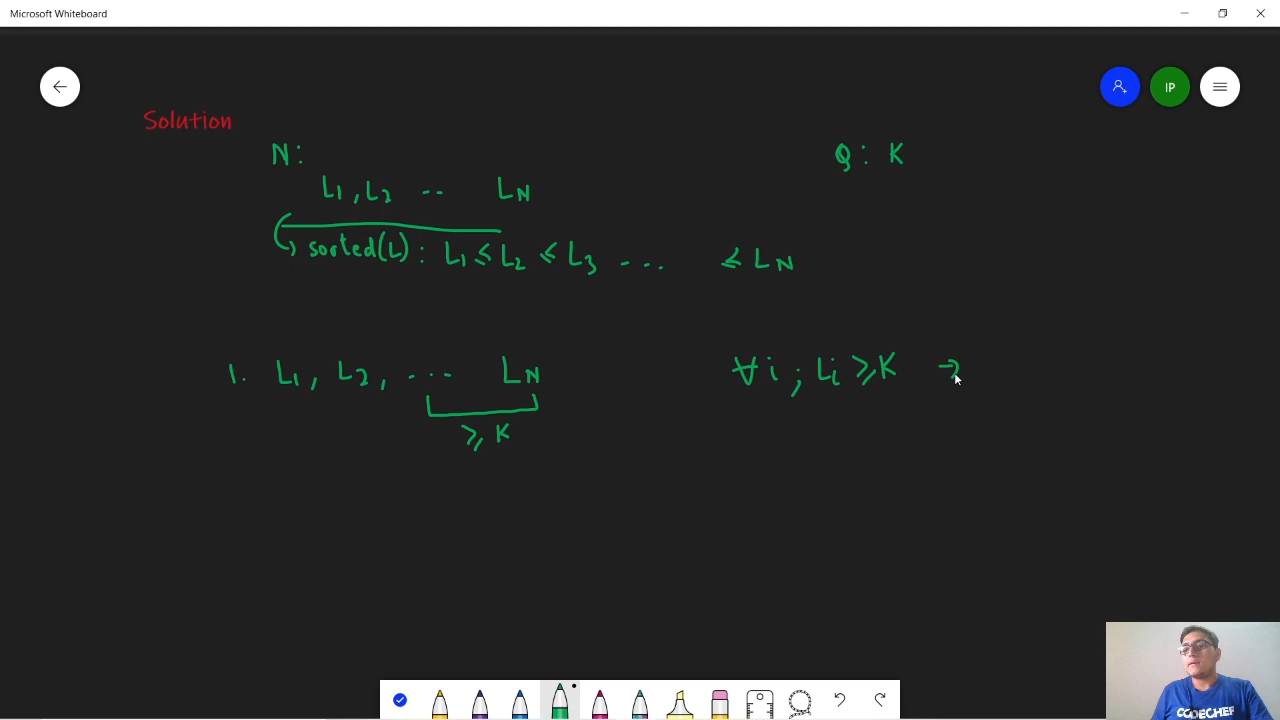 Microsoft Whiteboard
IP
Solution
N:
Q: K
L1, L2 .. LN
sorted(L): L1 ≤ L2 ≤ L3 ... ≤ LN
1. L1, L2, ... LN
∀i ; Li ≥ K →
≥ K
CODECHEF